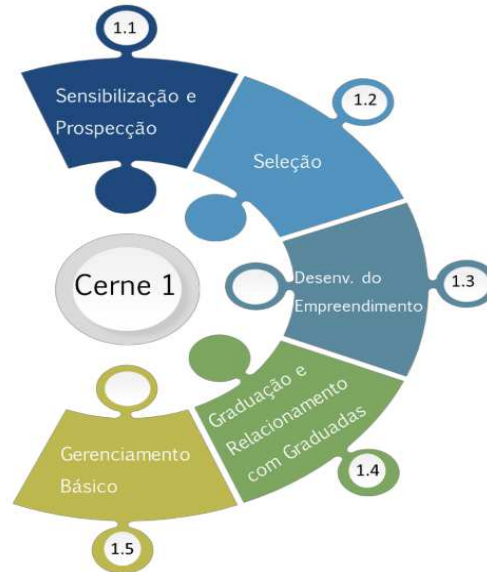 1.1
Sensibilização e
Prospecção
1.2
Seleção
Cerne 1
1.3
Desenv. do
Empreendimento
Graduação e
Relacionamento
com Graduadas
1.4
Gerenciamento
Básico
1.5